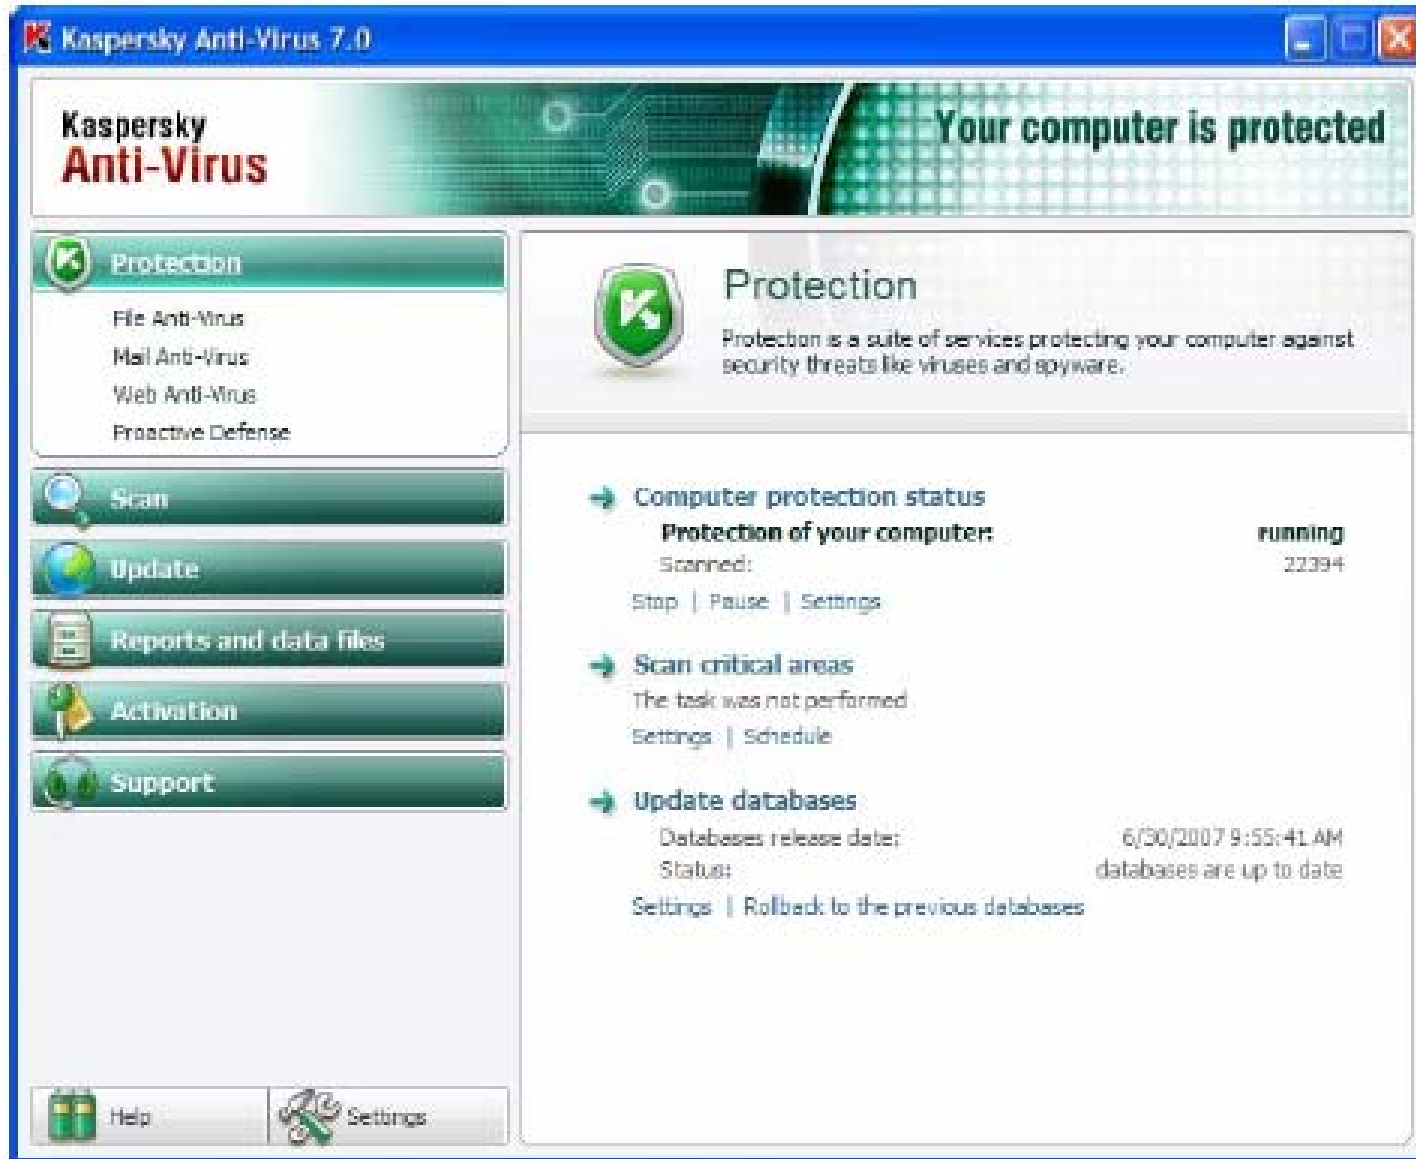 Kaspersky Anti-Virus 7.0
Kaspersky
Anti-Virus
Your computer is protected
Protection
File Anti-Virus
Mail Anti-Virus
Web Anti-Virus
Proactive Defense
Scan
Update
Reports and data files
Activation
Support
Help
Settings
Protection
Protection is a suite of services protecting your computer against
security threats like viruses and spyware.
Computer protection status
Protection of your computer: running
Scanned: 22394
Stop | Pause | Settings
Scan critical areas
The task was not performed
Settings | Schedule
Update databases
Databases release date: 6/30/2007 9:55:41 AM
Status: databases are up to date
Settings | Rollback to the previous databases